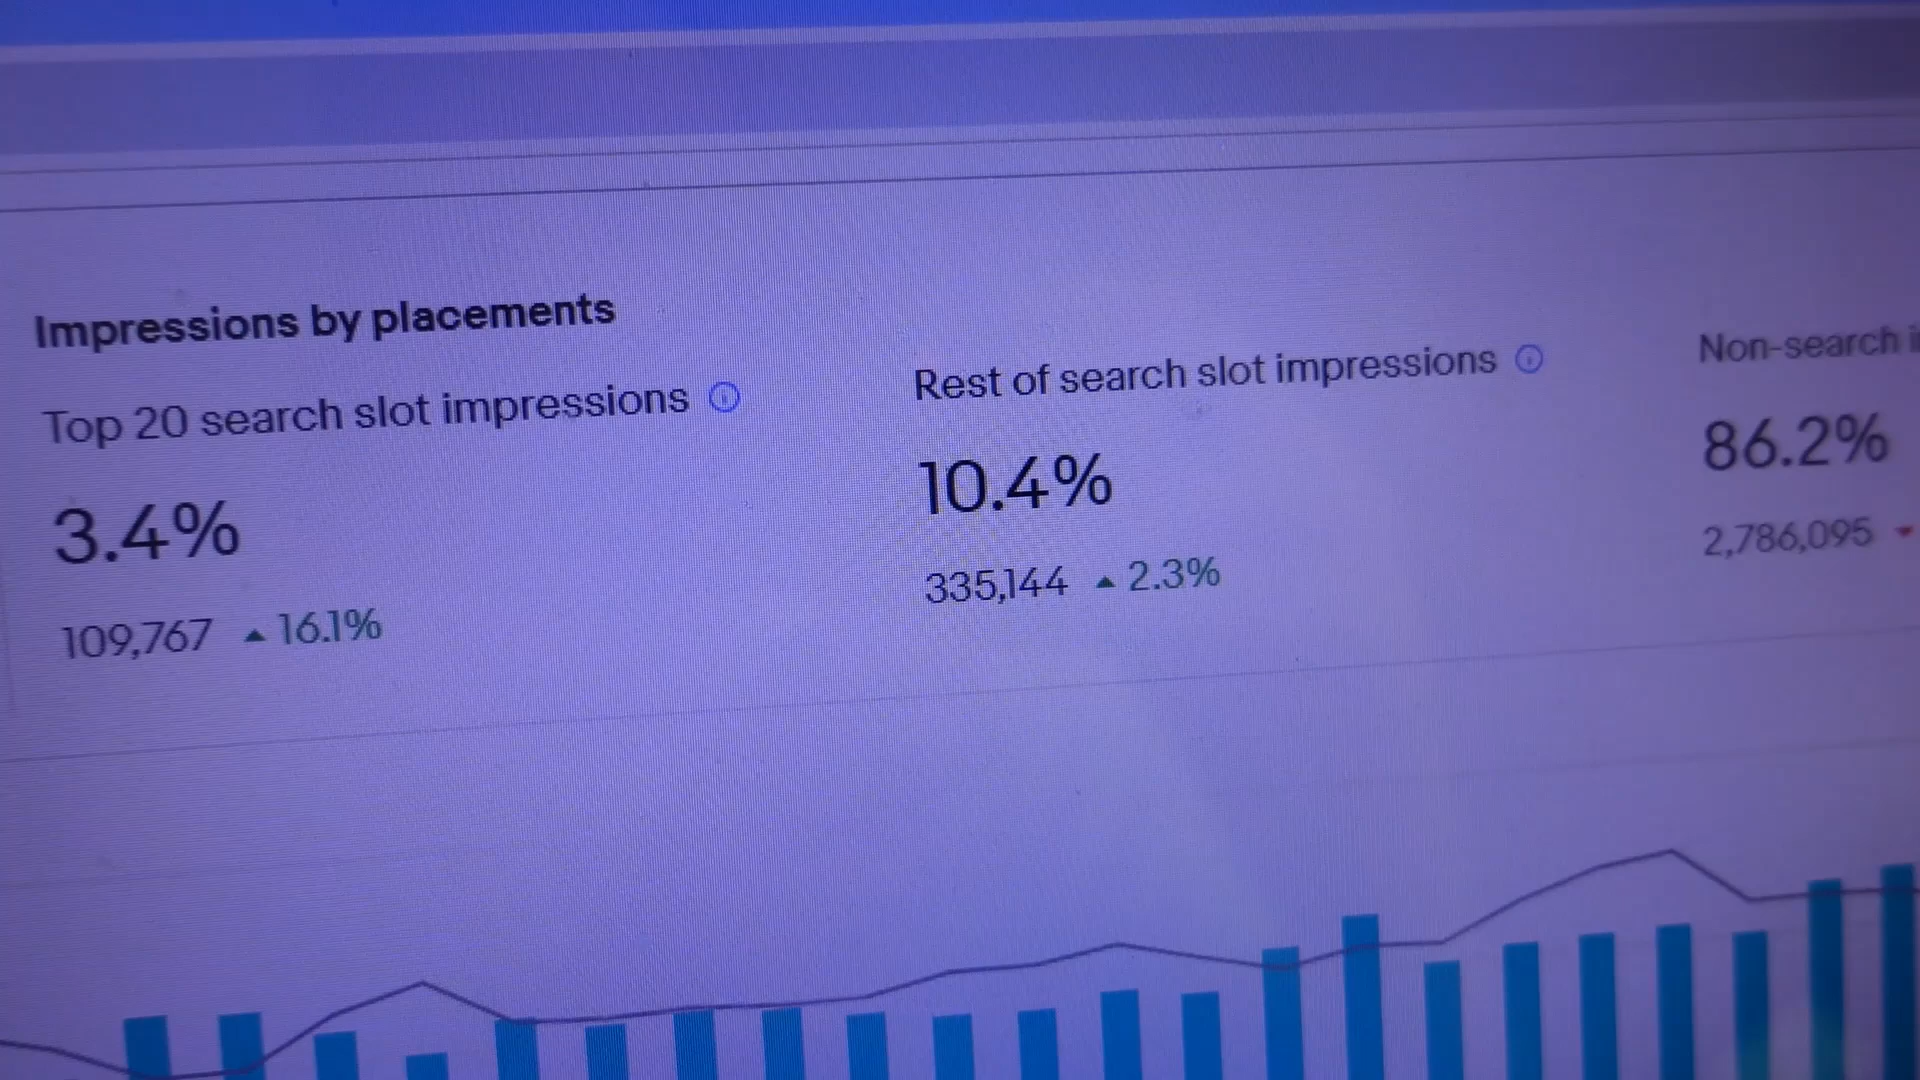 Impressions by placements
Top 20 search slot impressions
3.4%
109,767 ▲ 16.1%
Rest of search slot impressions
10.4%
335,144 ▲ 2.3%
Non-search
86.2%
2,786,095